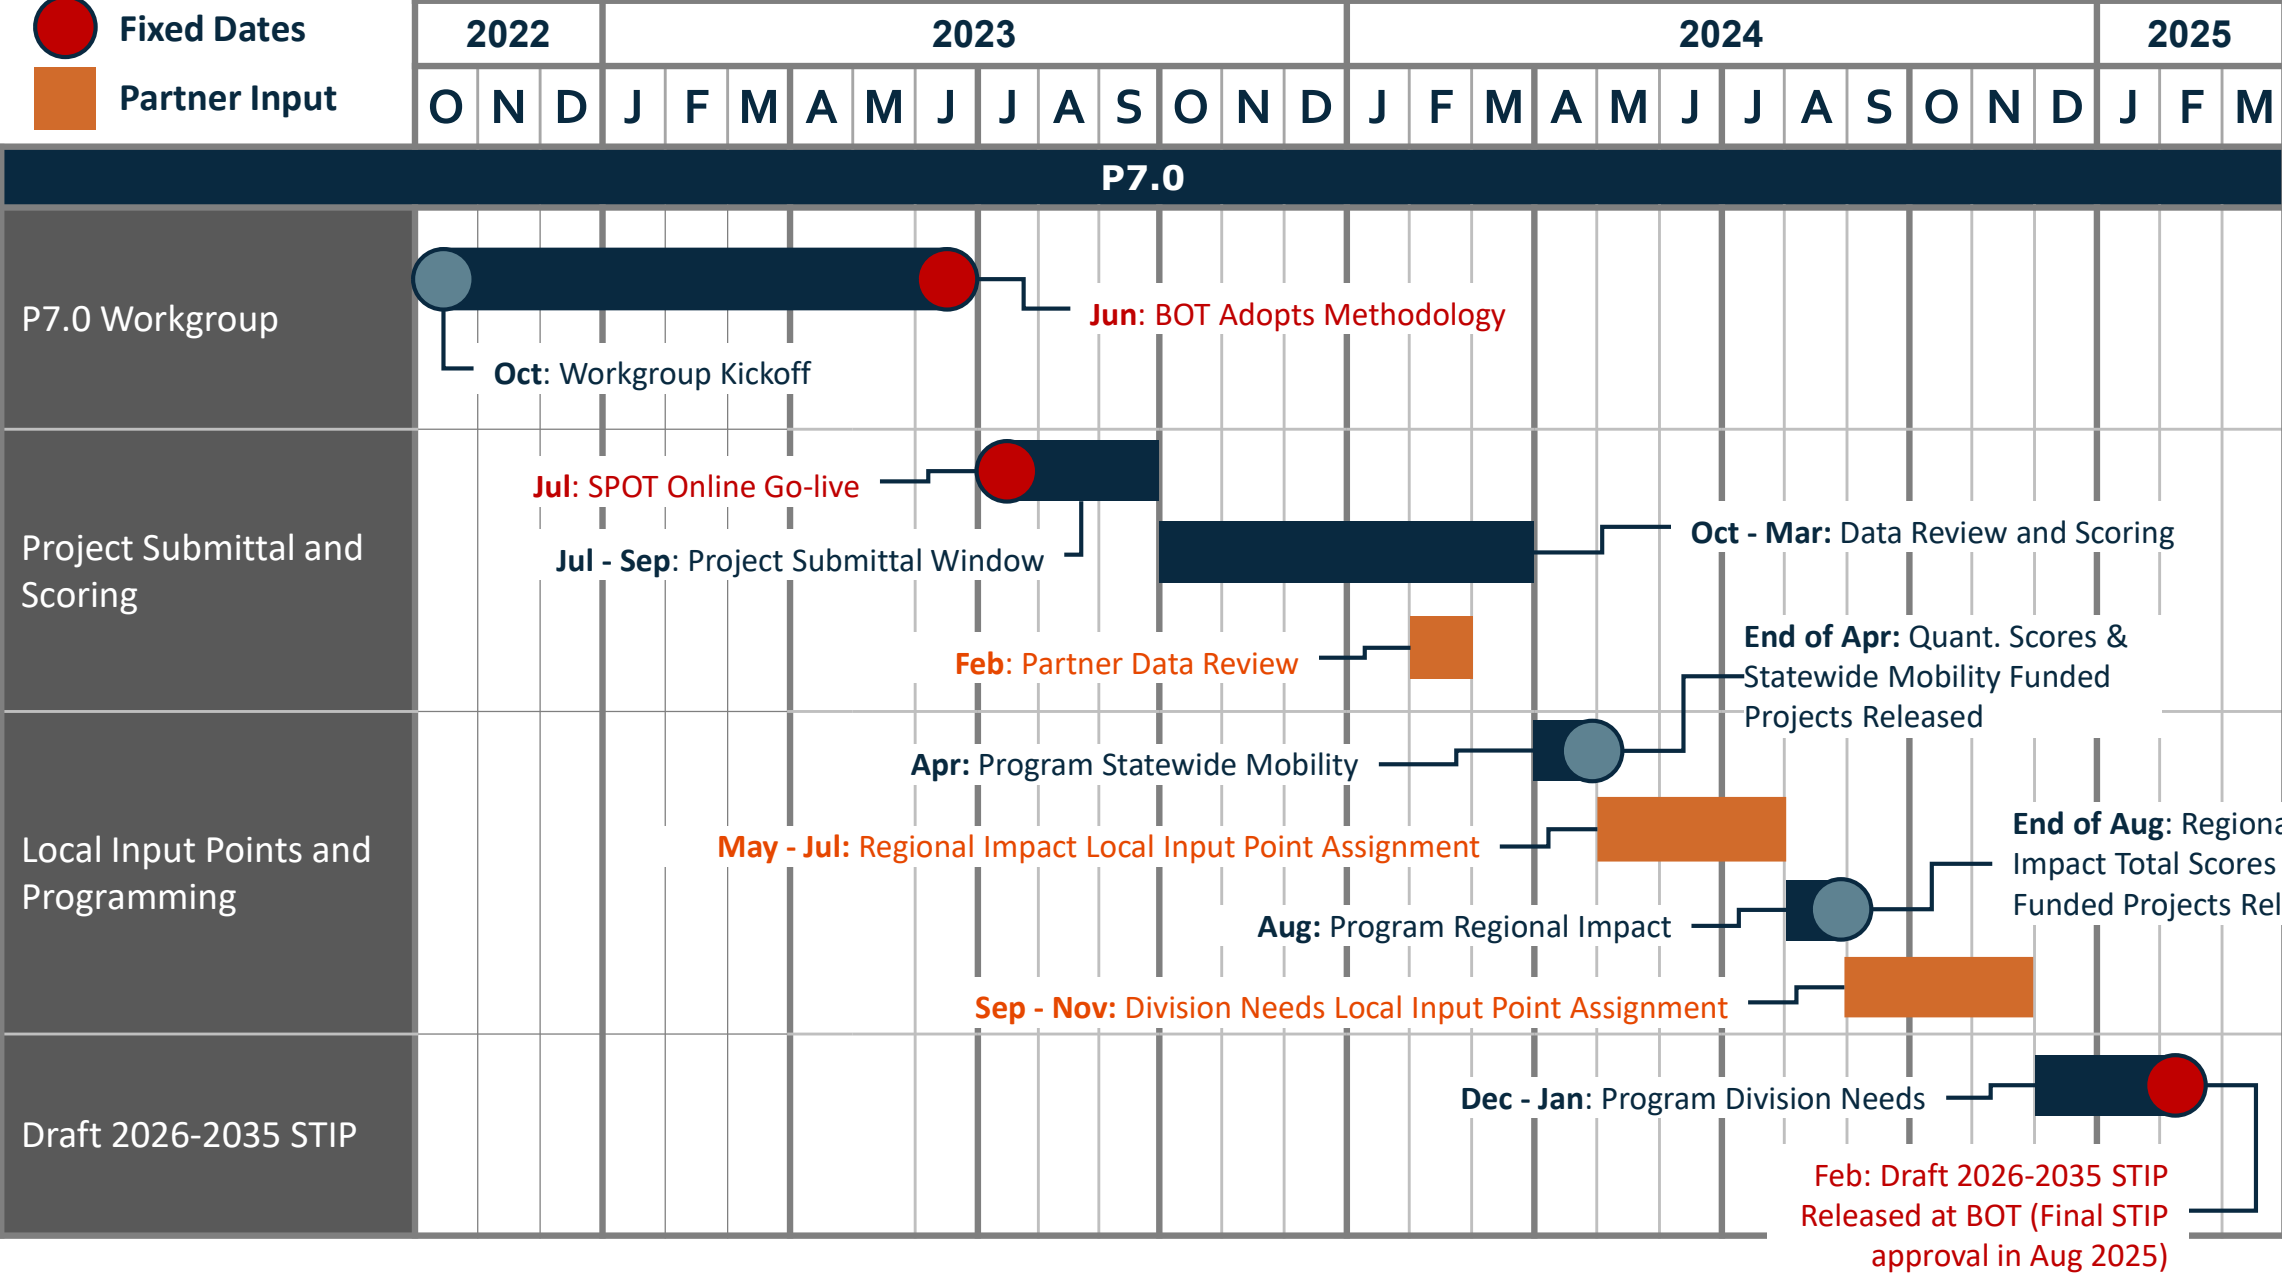 Fixed Dates
Partner Input
2022 2023 2024 2025
O N D J F M A M J J A S O N D J F M A M J J A S O N D J F M
P7.0
P7.0 Workgroup
Jun: BOT Adopts Methodology
Oct: Workgroup Kickoff
Project Submittal and
Scoring
Jul: SPOT Online Go-live
Jul - Sep: Project Submittal Window
Oct - Mar: Data Review and Scoring
Feb: Partner Data Review
End of Apr: Quant. Scores &
Statewide Mobility Funded
Projects Released
Local Input Points and
Programming
Apr: Program Statewide Mobility
May - Jul: Regional Impact Local Input Point Assignment
End of Aug: Regiona
Impact Total Scores
Funded Projects Rel
Aug: Program Regional Impact
Sep - Nov: Division Needs Local Input Point Assignment
Draft 2026-2035 STIP
Dec - Jan: Program Division Needs
Feb: Draft 2026-2035 STIP
Released at BOT (Final STIP
approval in Aug 2025)